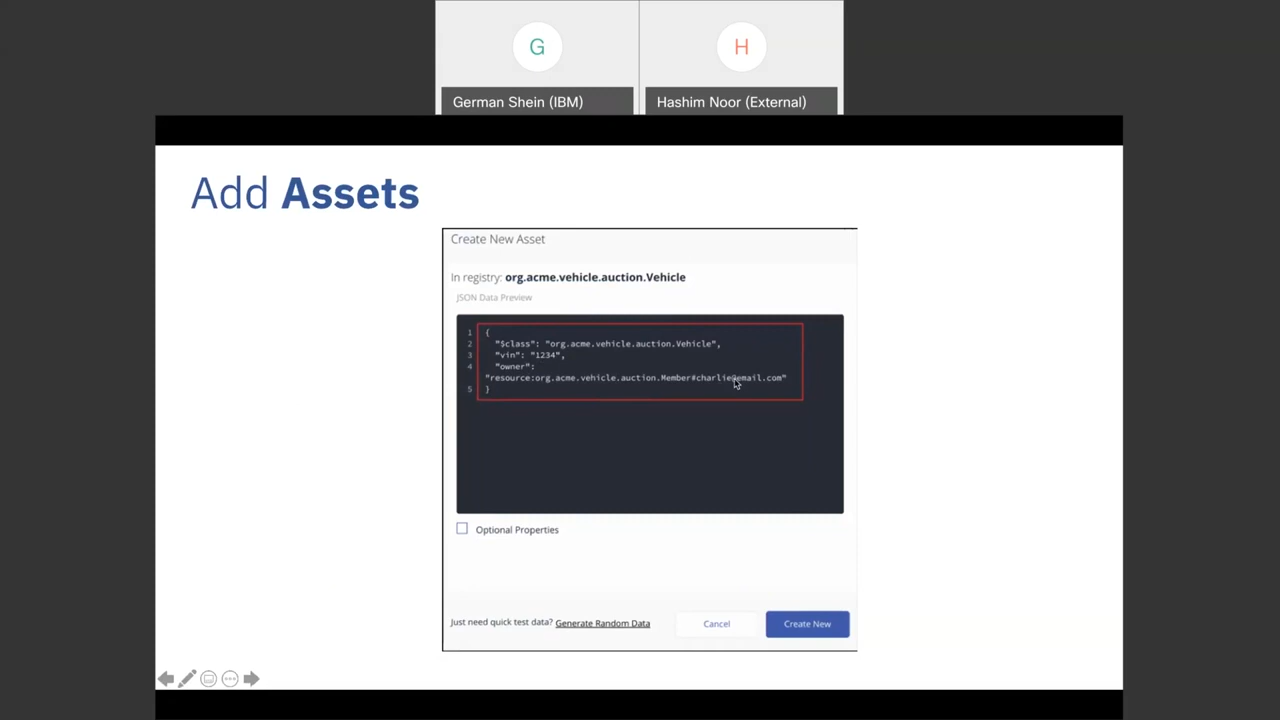 G
H
German Shein (IBM)
Hashim Noor (External)
Add Assets
Create New Asset
In registry: org.acme.vehicle.auction.Vehicle
JSON Data Preview
1 {
2 "$class": "org.acme.vehicle.auction.Vehicle",
3 "vin": "1234",
4 "owner":
"resource:org.acme.vehicle.auction.Member#charlie@email.com"
5 }
Optional Properties
Just need quick test data? Generate Random Data
Cancel
Create New